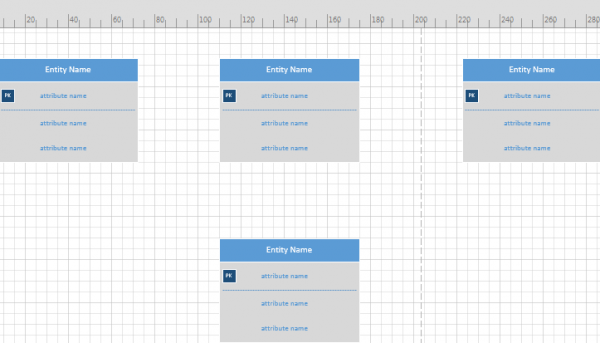 20 40 60 80 100 120 140 160 180 200 220 240 260 280
Entity Name Entity Name Entity Name
PK attribute name PK attribute name PK attribute name
attribute name attribute name attribute name
attribute name attribute name attribute name
Entity Name
PK attribute name
attribute name
attribute name